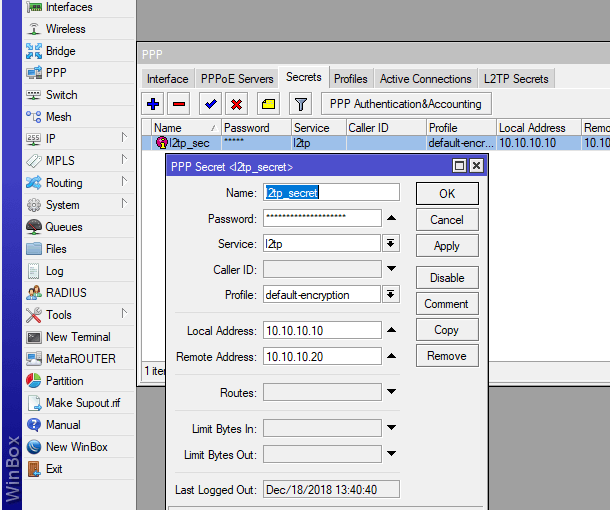 Interfaces
Wireless
Bridge
PPP
Switch
Mesh
IP
MPLS
Routing
System
Queues
Files
Log
RADIUS
Tools
New Terminal
MetaROUTER
Partition
Make Supout.rif
Manual
New WinBox
Exit
WinBox
PPP
Interface PPPoE Servers Secrets Profiles Active Connections L2TP Secrets
PPP Authentication&Accounting
Name / Password Service Caller ID Profile Local Address Remo
l2tp_sec ***** l2tp default-encr... 10.10.10.10 10.10
1 iter
PPP Secret <l2tp_secret>
Name: l2tp_secret OK
Password: ******************** Cancel
Service: l2tp Apply
Caller ID: Disable
Profile: default-encryption Comment
Local Address: 10.10.10.10 Copy
Remote Address: 10.10.10.20 Remove
Routes:
Limit Bytes In:
Limit Bytes Out:
Last Logged Out: Dec/18/2018 13:40:40